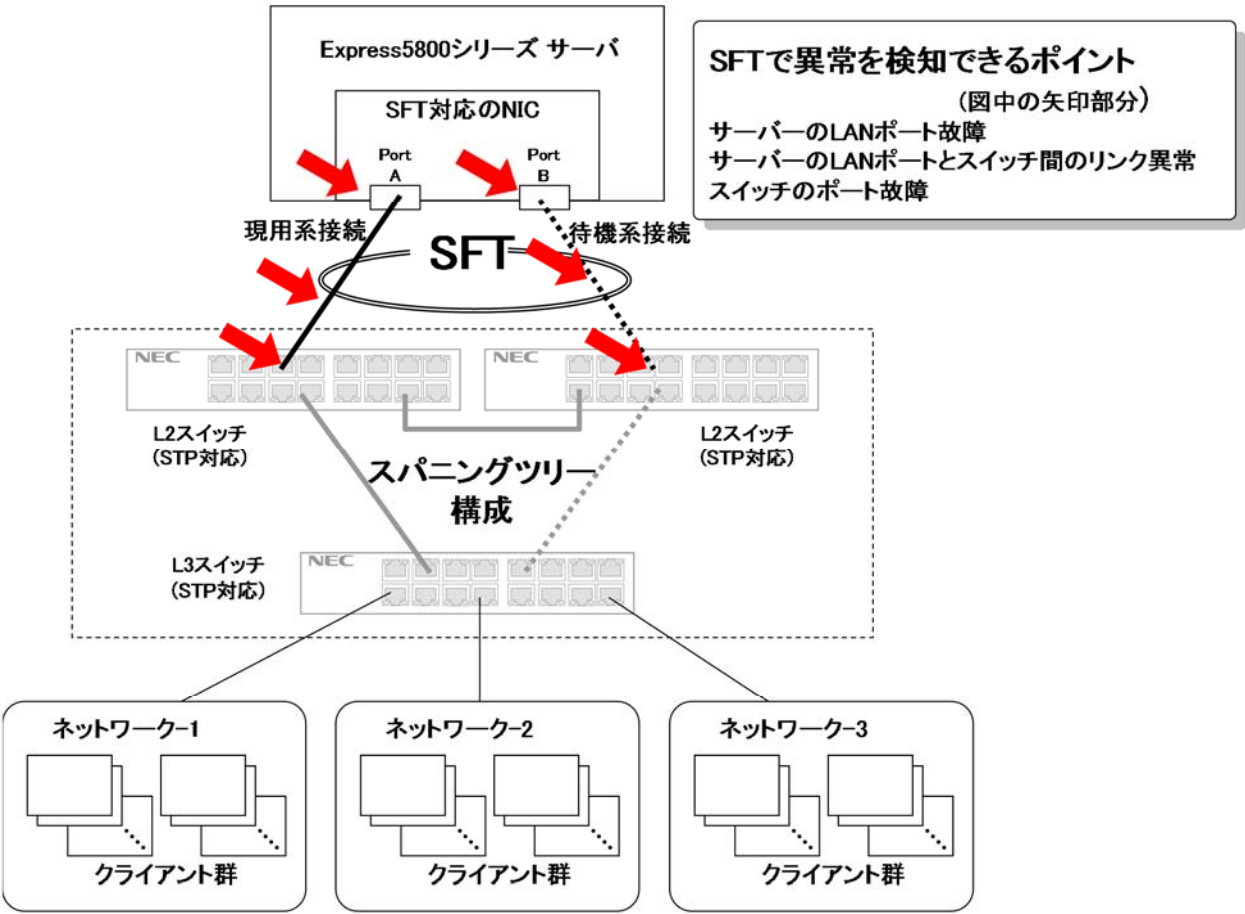 Express5800シリーズ サーバ
SFT対応のNIC
Port
A
Port
B
SFTで異常を検知できるポイント
(図中の矢印部分)
サーバーのLANポート故障
サーバーのLANポートとスイッチ間のリンク異常
スイッチのポート故障
現用系接続
SFT
待機系接続
NEC
NEC
L2スイッチ
(STP対応)
L2スイッチ
(STP対応)
スパニングツリー
構成
L3スイッチ
(STP対応)
NEC
ネットワーク-1
クライアント群
ネットワーク-2
クライアント群
ネットワーク-3
クライアント群